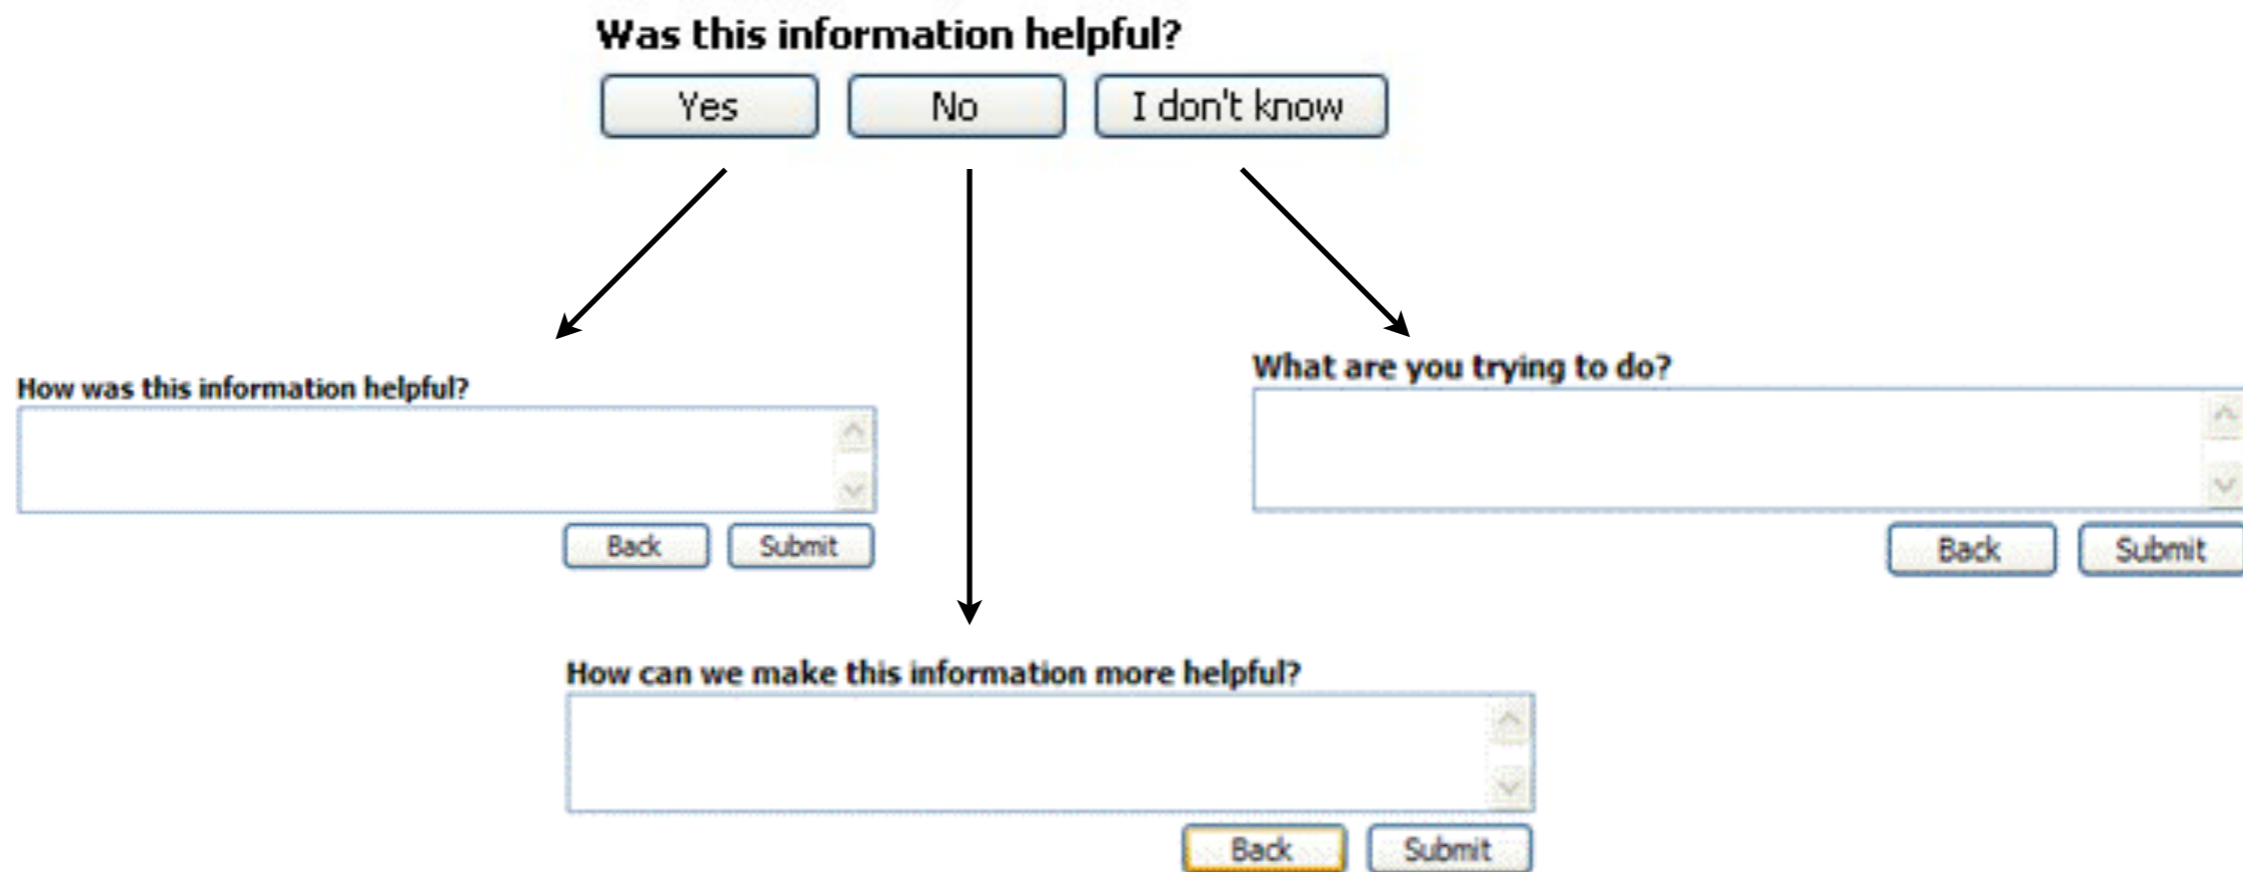 Was this information helpful?
Yes No I don't know
How was this information helpful?
Back Submit
What are you trying to do?
Back Submit
How can we make this information more helpful?
Back Submit